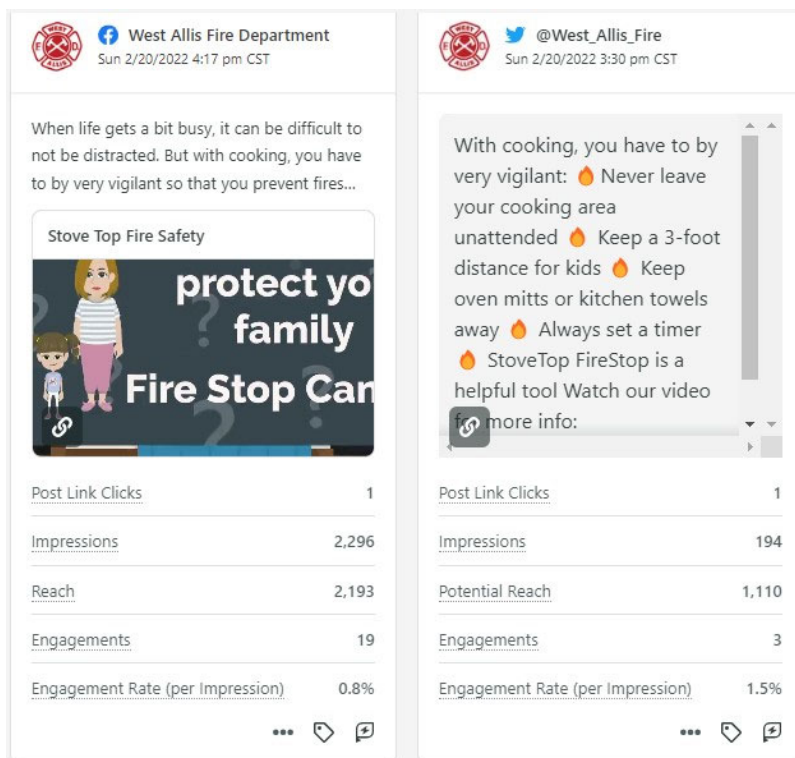 West Allis Fire Department
Sun 2/20/2022 4:17 pm CST
When life gets a bit busy, it can be difficult to
not be distracted. But with cooking, you have
to by very vigilant so that you prevent fires...
Stove Top Fire Safety
protect yo
family
Fire Stop Can
Post Link Clicks 1
Impressions 2,296
Reach 2,193
Engagements 19
Engagement Rate (per Impression) 0.8%
@West_Allis_Fire
Sun 2/20/2022 3:30 pm CST
With cooking, you have to by
very vigilant: 🔥 Never leave
your cooking area
unattended 🔥 Keep a 3-foot
distance for kids 🔥 Keep
oven mitts or kitchen towels
away 🔥 Always set a timer
🔥 StoveTop FireStop is a
helpful tool Watch our video
more info:
Post Link Clicks 1
Impressions 194
Potential Reach 1,110
Engagements 3
Engagement Rate (per Impression) 1.5%